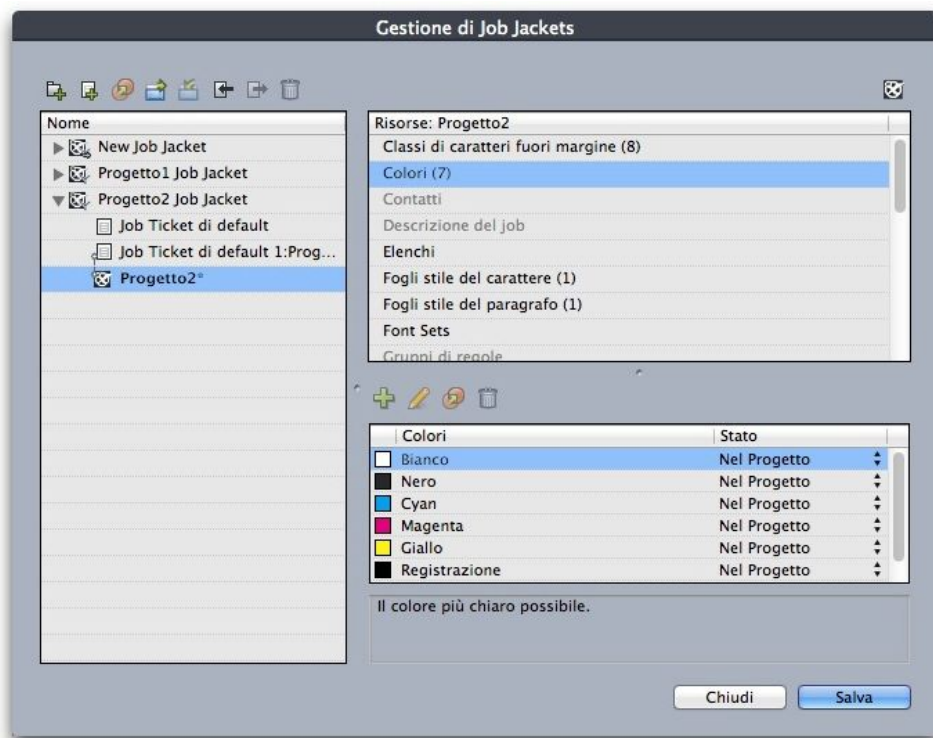 Gestione di Job Jackets
Nome
New Job Jacket
Progetto1 Job Jacket
Progetto2 Job Jacket
Job Ticket di default
Job Ticket di default 1:Prog...
Progetto2*
Risorse: Progetto2
Classi di caratteri fuori margine (8)
Colori (7)
Contatti
Descrizione del job
Elenchi
Fogli stile del carattere (1)
Fogli stile del paragrafo (1)
Font Sets
Gruppi di regole
Colori Stato
Bianco Nel Progetto
Nero Nel Progetto
Cyan Nel Progetto
Magenta Nel Progetto
Giallo Nel Progetto
Registrazione Nel Progetto
Il colore più chiaro possibile.
Chiudi Salva